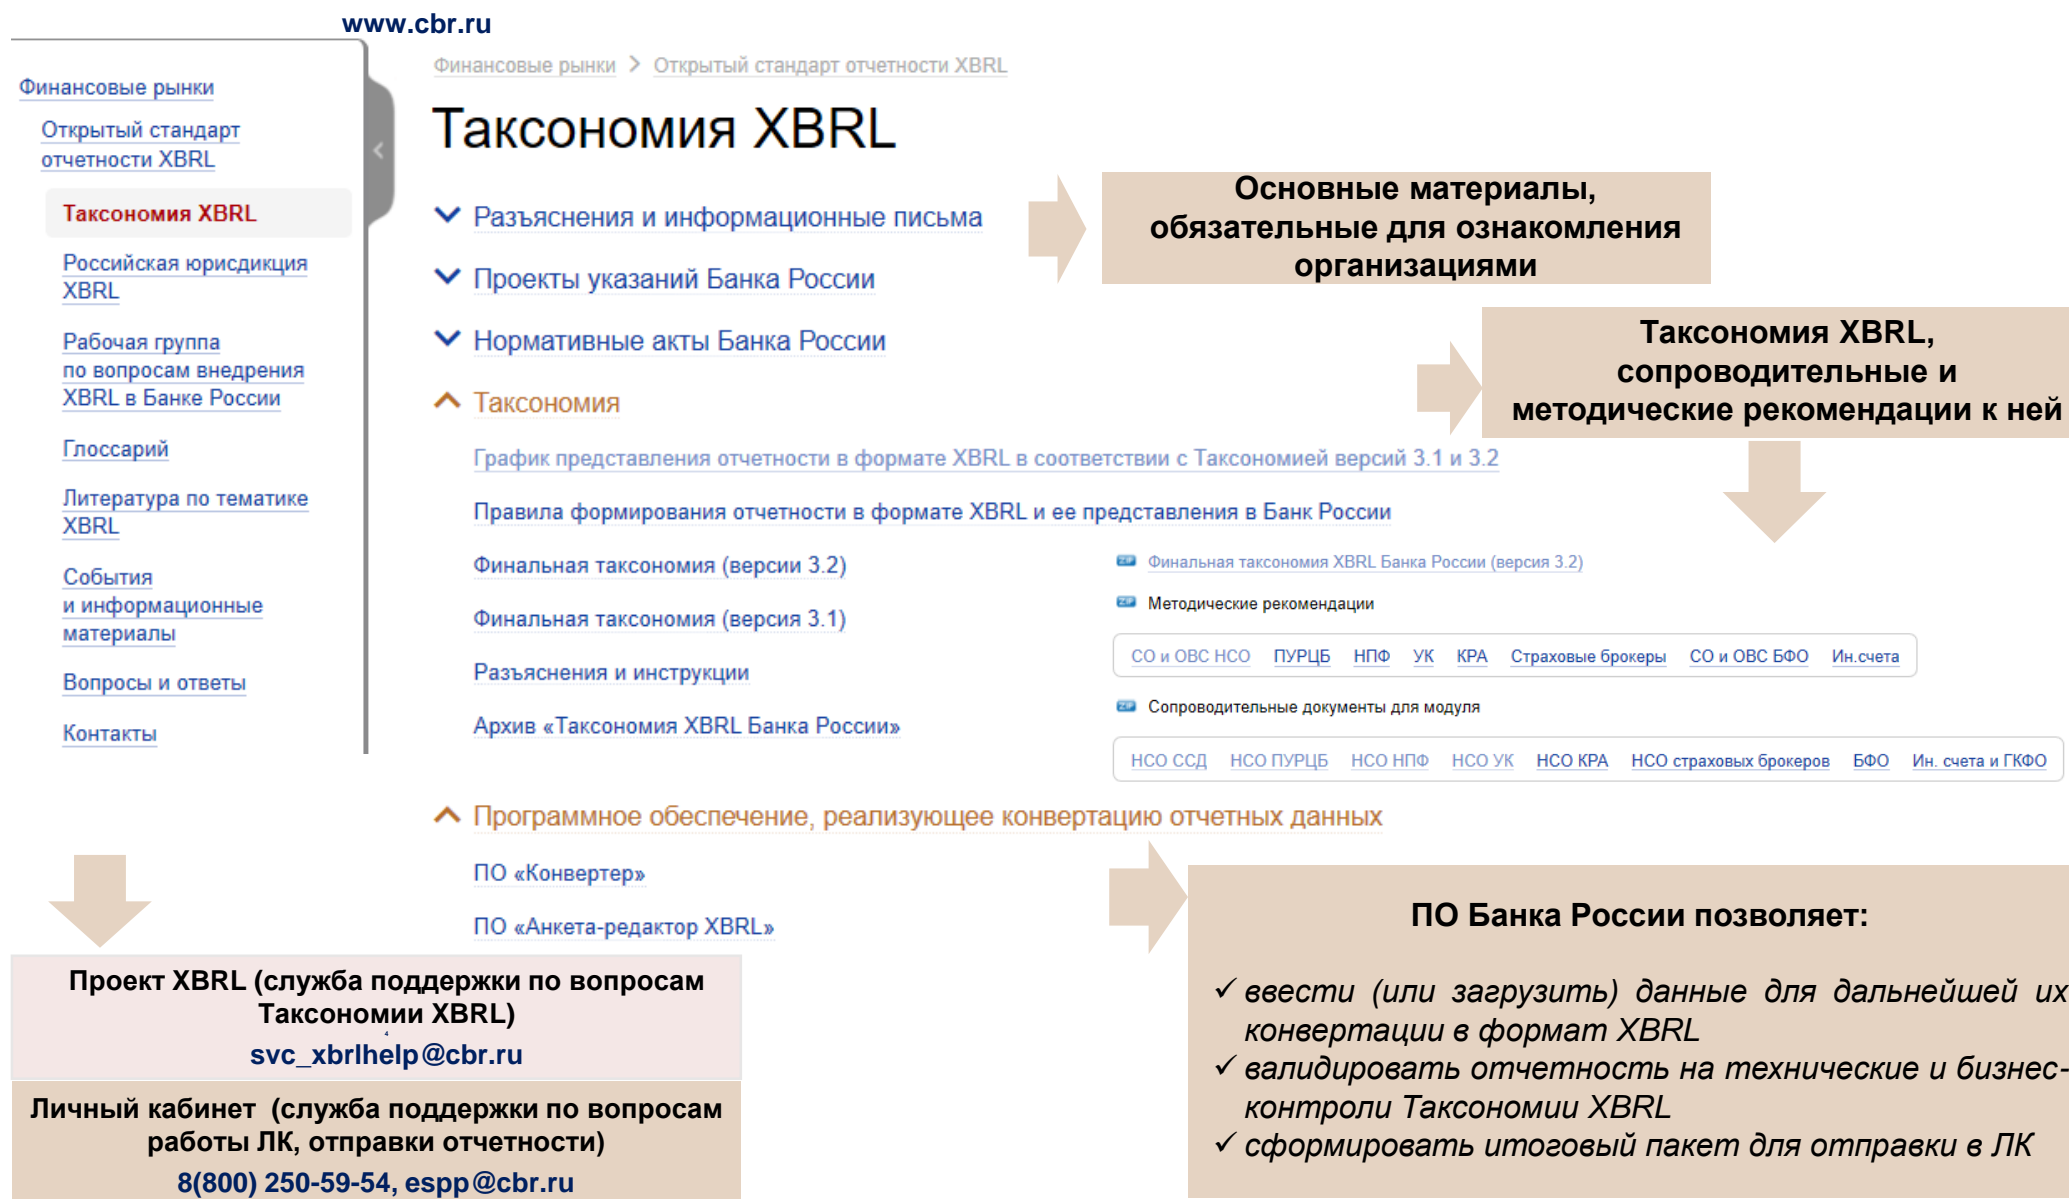 www.cbr.ru
Финансовые рынки
Открытый стандарт
отчетности XBRL
Таксономия XBRL
Российская юрисдикция
XBRL
Рабочая группа
по вопросам внедрения
XBRL в Банке России
Глоссарий
Литература по тематике
XBRL
События
и информационные
материалы
Вопросы и ответы
Контакты
Финансовые рынки > Открытый стандарт отчетности XBRL
Таксономия XBRL
Разъяснения и информационные письма
Проекты указаний Банка России
Нормативные акты Банка России
Таксономия
График представления отчетности в формате XBRL в соответствии с Таксономией версий 3.1 и 3.2
Правила формирования отчетности в формате XBRL и ее представления в Банк России
Финальная таксономия (версии 3.2)
Финальная таксономия (версия 3.1)
Разъяснения и инструкции
Архив «Таксономия XBRL Банка России»
Основные материалы,
обязательные для ознакомления
организациями
Таксономия XBRL,
сопроводительные и
методические рекомендации к ней
ZIP Финальная таксономия XBRL Банка России (версия 3.2)
ZIP Методические рекомендации
СО и ОВС НСО ПУРЦБ НПФ УК КРА Страховые брокеры СО и ОВС БФО Ин.счета
ZIP Сопроводительные документы для модуля
НСО ССД НСО ПУРЦБ НСО НПФ НСО УК НСО КРА НСО страховых брокеров БФО Ин. счета и ГКФО
Программное обеспечение, реализующее конвертацию отчетных данных
ПО «Конвертер»
ПО «Анкета-редактор XBRL»
Проект XBRL (служба поддержки по вопросам
Таксономии XBRL)
4
svc_xbrlhelp@cbr.ru
Личный кабинет (служба поддержки по вопросам
работы ЛК, отправки отчетности)
8(800) 250-59-54, espp@cbr.ru
ПО Банка России позволяет:
✓ ввести (или загрузить) данные для дальнейшей их
конвертации в формат XBRL
✓ валидировать отчетность на технические и бизнес-
контроли Таксономии XBRL
✓ сформировать итоговый пакет для отправки в ЛК